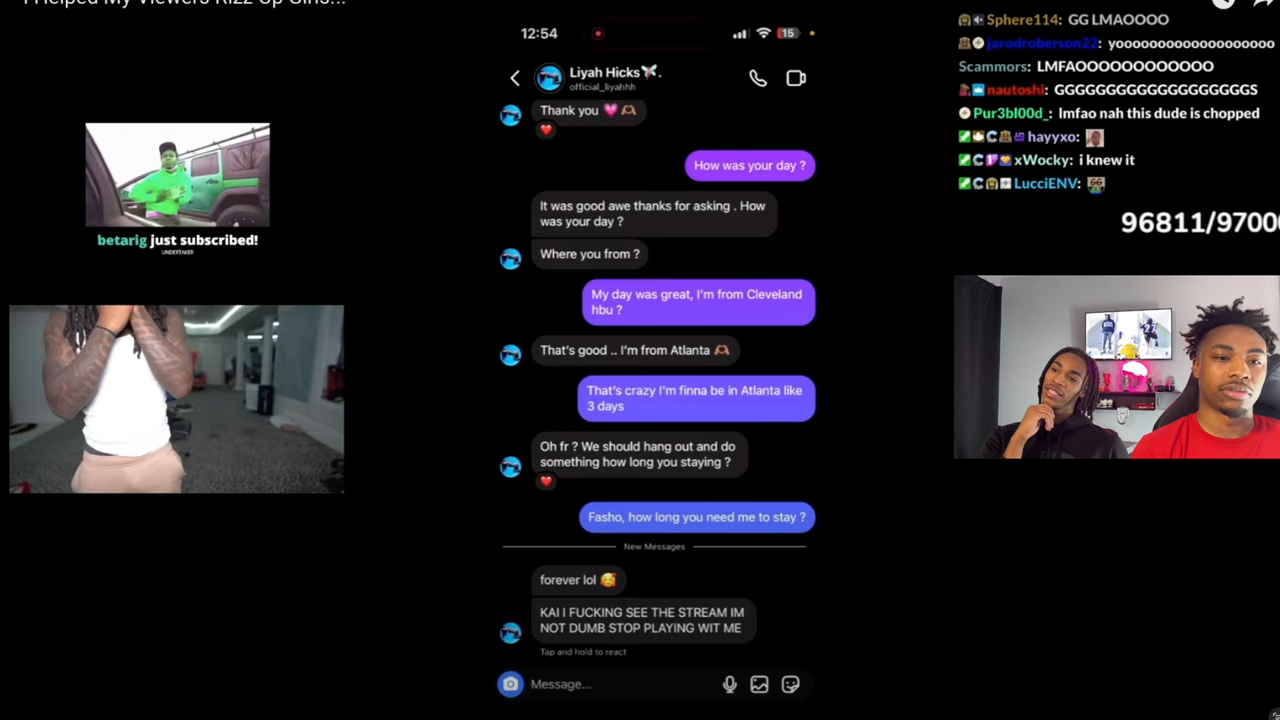 I Helped My Viewers Rizz Up Girls...
12:54
15
Liyah Hicks🦋.
official_liyahhh
Thank you 💗🫶🏽
❤️
How was your day ?
It was good awe thanks for asking . How
was your day ?
Where you from ?
My day was great, I'm from Cleveland
hbu ?
That's good .. I'm from Atlanta 🫶🏽
That's crazy I'm finna be in Atlanta like
3 days
Oh fr ? We should hang out and do
something how long you staying ?
❤️
Fasho, how long you need me to stay ?
New Messages
forever lol 🥰
KAI I FUCKING SEE THE STREAM IM
NOT DUMB STOP PLAYING WIT ME
Tap and hold to react
Message...
betarig just subscribed!
UNDERTAKER
Sphere114: GG LMAOOOO
jarodroberson22: yooooooooooooooooooo
Scammors: LMFAOOOOOOOOOOOO
nautoshi: GGGGGGGGGGGGGGGGGGS
Pur3bl00d_: lmfao nah this dude is chopped
hayyxo:
xWocky: i knew it
LucciENV: GG
96811/9700